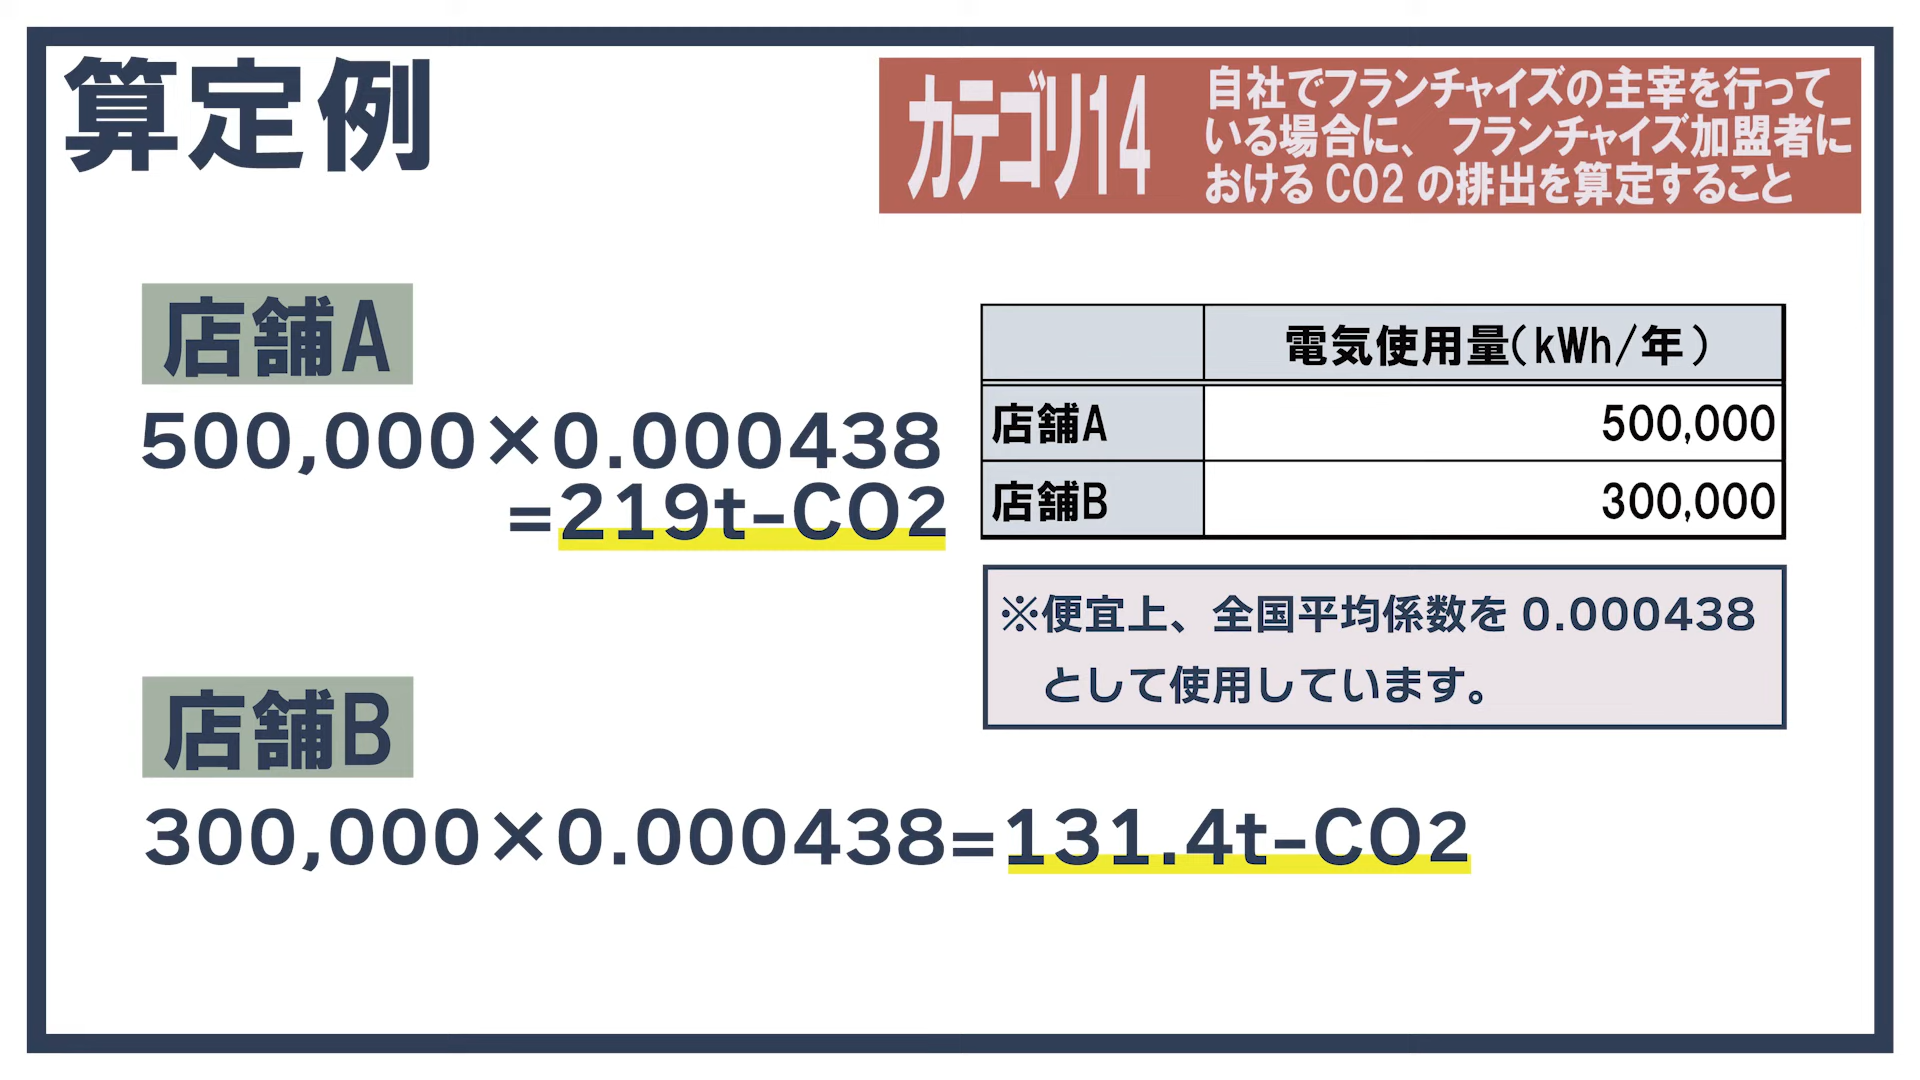 算定例
カテゴリ14
自社でフランチャイズの主宰を行って
いる場合に、フランチャイズ加盟者に
おける CO2 の排出を算定すること
店舗A
500,000×0.000438
=219t-CO2
電気使用量(kWh/年)
店舗A 500,000
店舗B 300,000
※便宜上、全国平均係数を 0.000438
として使用しています。
店舗B
300,000×0.000438=131.4t-CO2